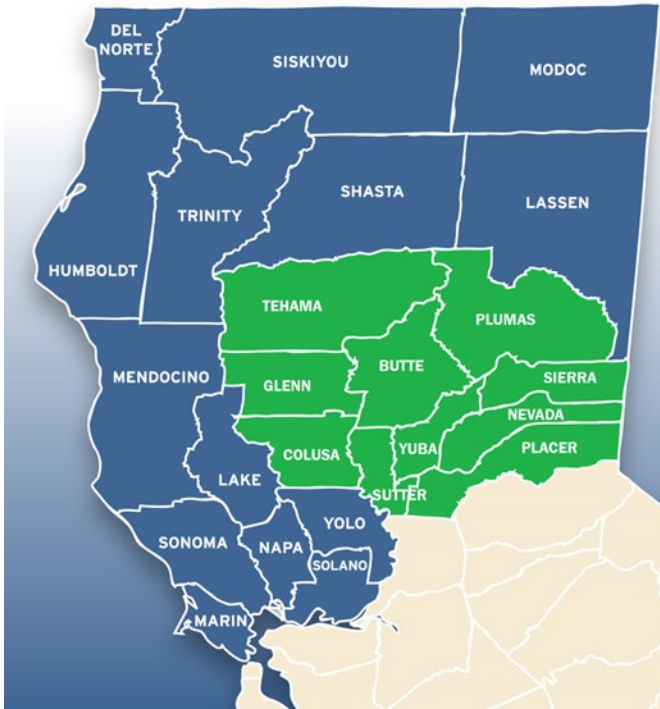 DEL
NORTE
SISKIYOU
MODOC
SHASTA
LASSEN
TRINITY
HUMBOLDT
TEHAMA
PLUMAS
BUTTE
MENDOCINO
GLENN
SIERRA
NEVADA
YUBA
PLACER
COLUSA
LAKE
SUTTER
YOLO
SONOMA
NAPA
SOLANO
MARIN